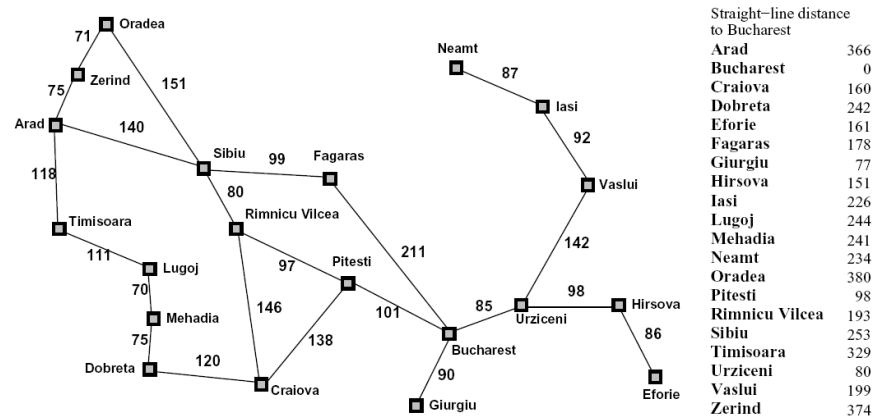 Oradea
71
Neamt
87
Zerind
151
75
Iasi
Arad
140
92
Sibiu
99
Fagaras
118
80
Vaslui
Timisoara
Rimnicu Vilcea
111
211
142
Lugoj
97
Pitesti
70
98
Hirsova
146
85
Mehadia
101
Urziceni
86
75
138
Bucharest
120
90
Dobreta
Craiova
Eforie
Giurgiu
Straight−line distance
to Bucharest
Arad 366
Bucharest 0
Craiova 160
Dobreta 242
Eforie 161
Fagaras 178
Giurgiu 77
Hirsova 151
Iasi 226
Lugoj 244
Mehadia 241
Neamt 234
Oradea 380
Pitesti 98
Rimnicu Vilcea 193
Sibiu 253
Timisoara 329
Urziceni 80
Vaslui 199
Zerind 374